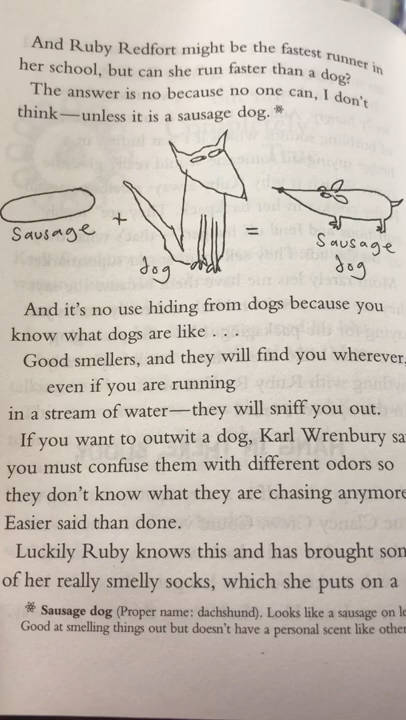 And Ruby Redfort might be the fastest runner in
her school, but can she run faster than a dog?
The answer is no because no one can, I don't
think—unless it is a sausage dog. *
Sausage + dog = Sausage dog
And it's no use hiding from dogs because you
know what dogs are like . . .
Good smellers, and they will find you wherever,
even if you are running
in a stream of water—they will sniff you out.
If you want to outwit a dog, Karl Wrenbury
you must confuse them with different odors so
they don't know what they are chasing anymore
Easier said than done.
Luckily Ruby knows this and has brought
of her really smelly socks, which she puts on a
* Sausage dog (Proper name: dachshund). Looks like a sausage on
Good at smelling things out but doesn't have a personal scent like other